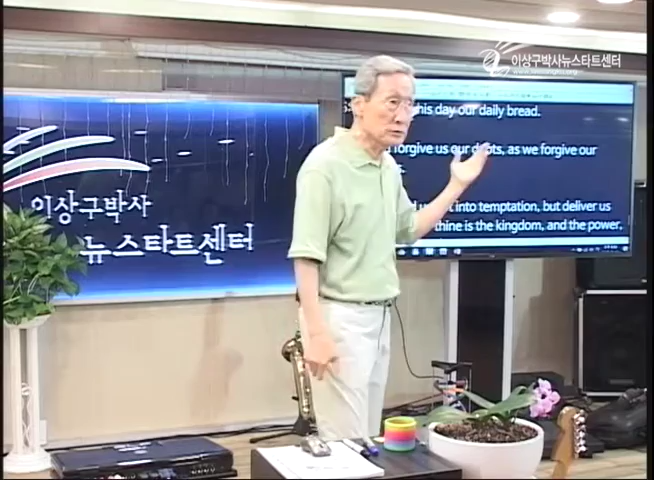 이상구박사뉴스타트센터
이상구박사
뉴스타트센터
this day our daily bread.
forgive us our debts, as we forgive our
into temptation, but deliver us
thine is the kingdom, and the power,